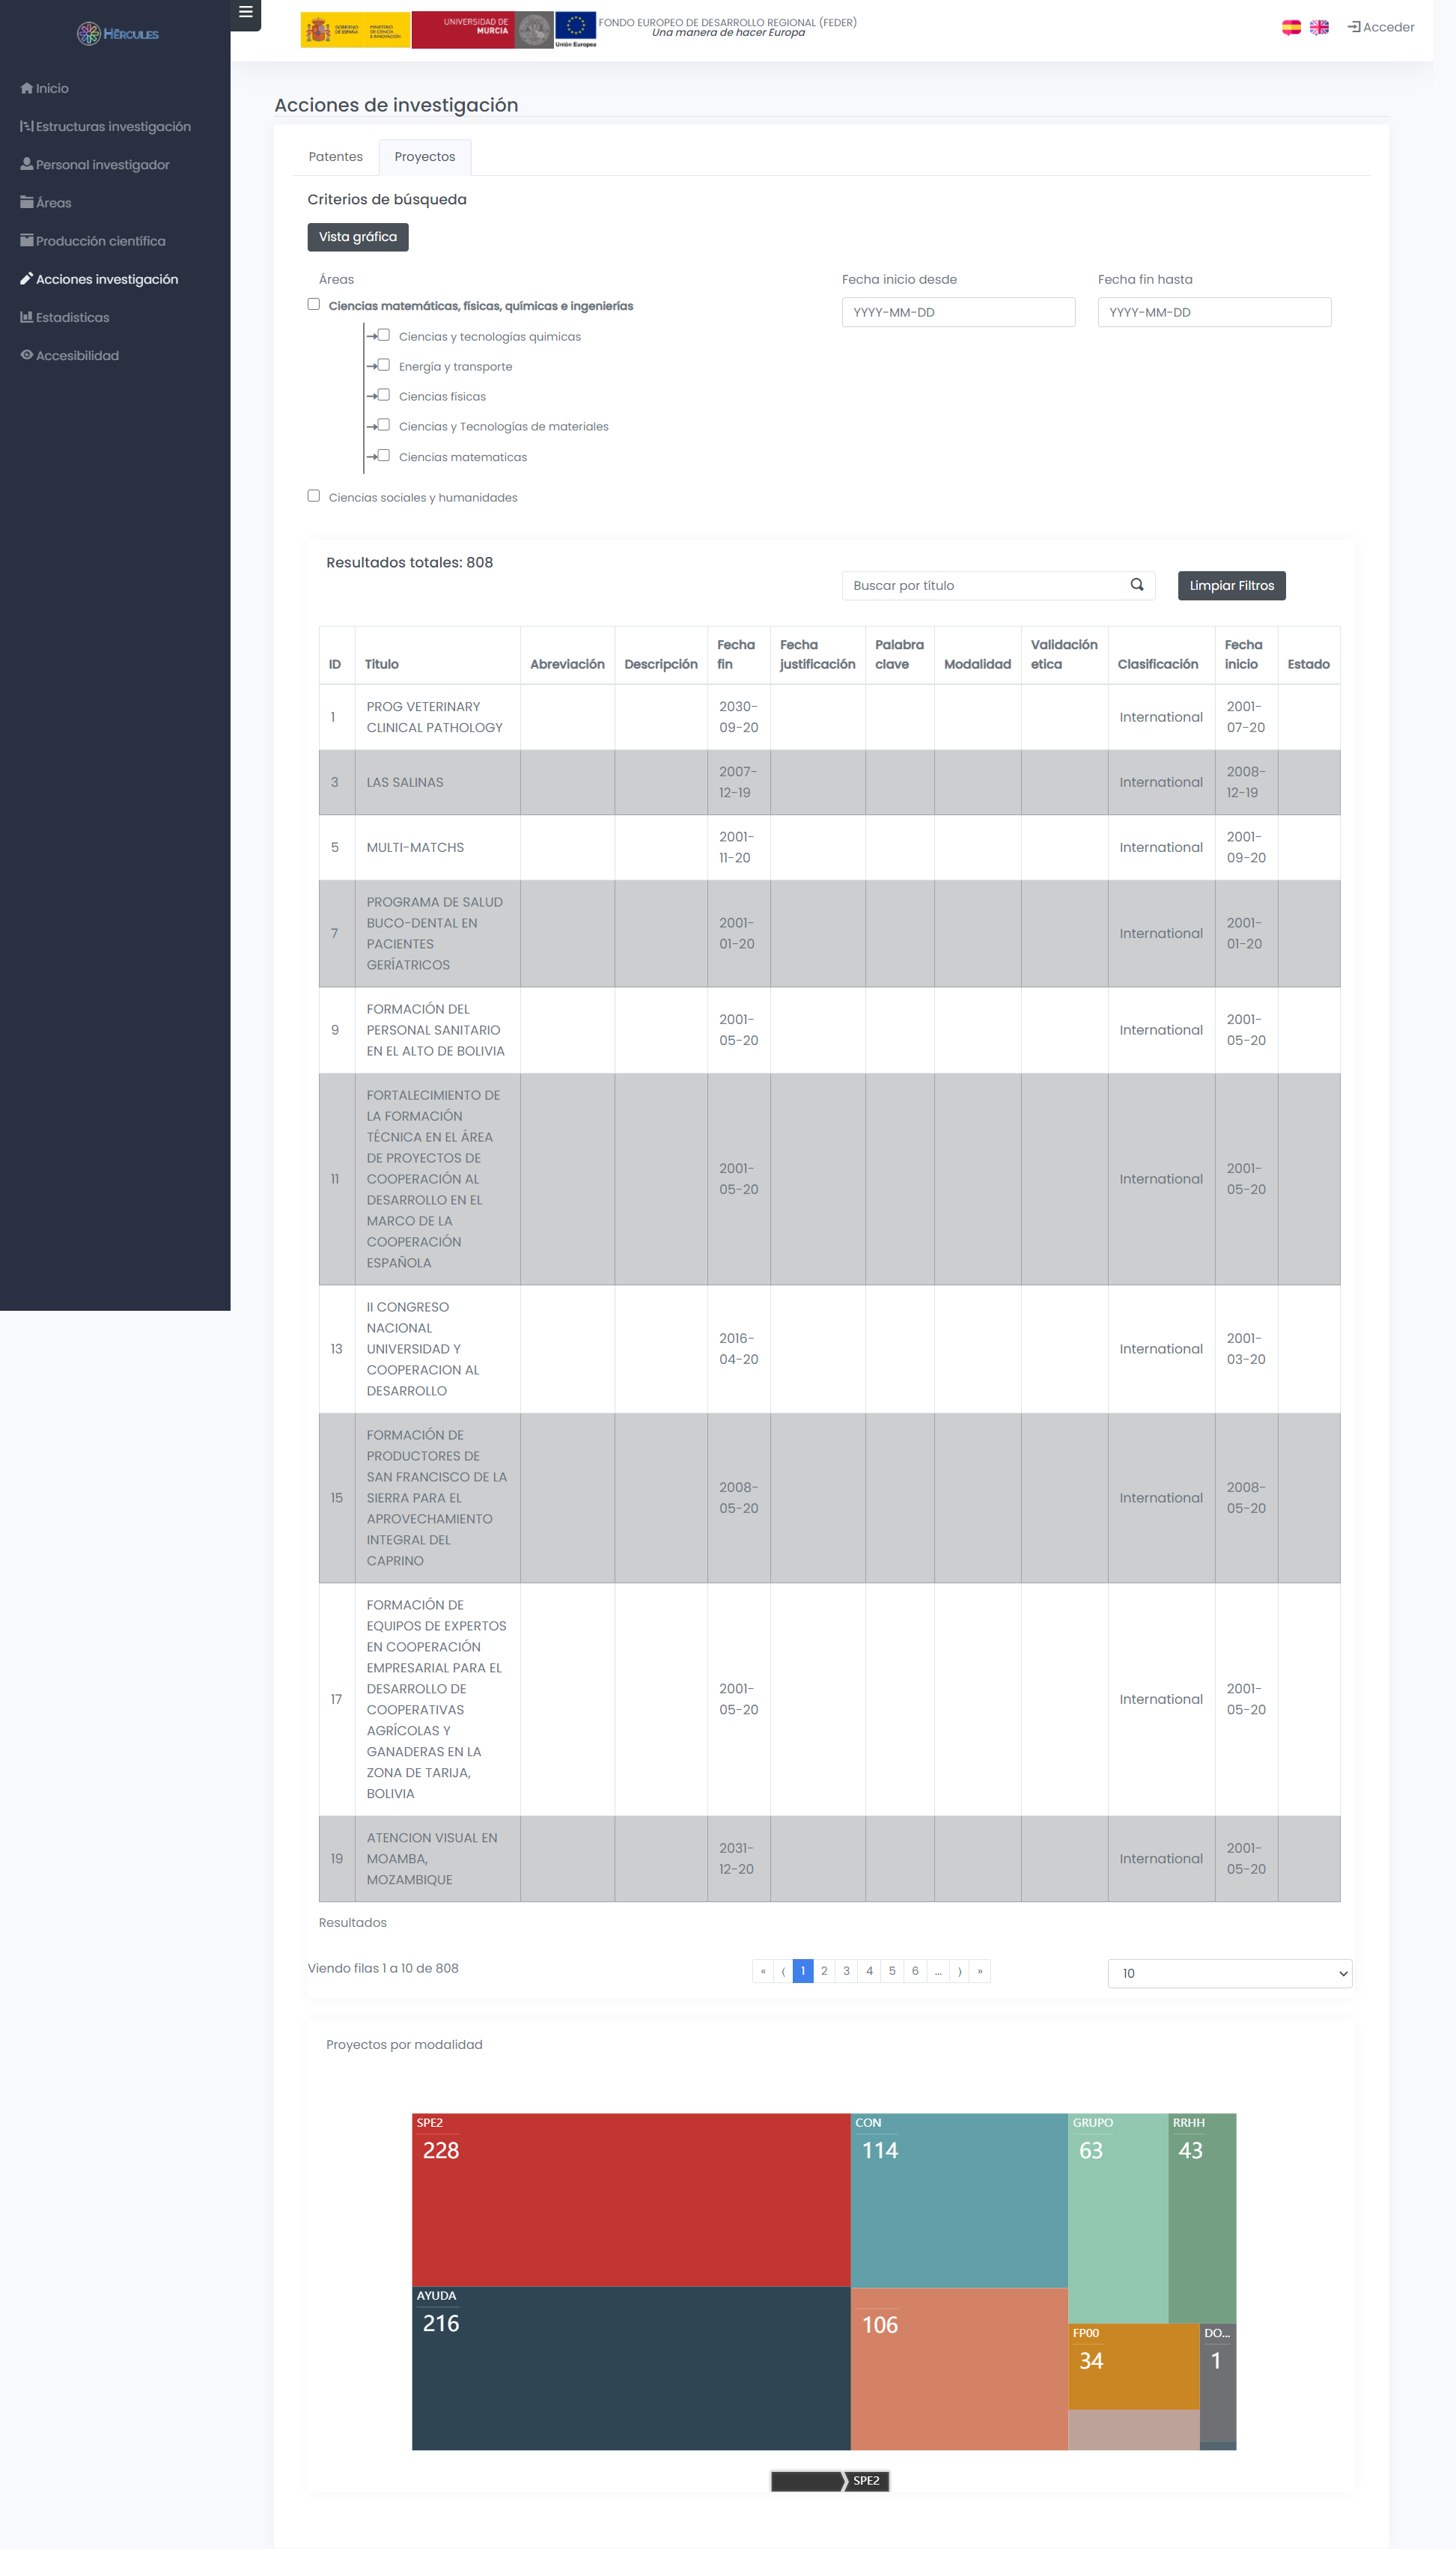 HÉRCULES
Inicio
Estructuras investigación
Personal investigador
Áreas
Producción científica
Acciones investigación
Estadisticas
Accesibilidad
GOBIERNO DE ESPAÑA
MINISTERIO DE CIENCIA E INNOVACIÓN
UNIVERSIDAD DE
MURCIA
Unión Europea
FONDO EUROPEO DE DESARROLLO REGIONAL (FEDER)
Una manera de hacer Europa
Acceder
Acciones de investigación
Patentes
Proyectos
Criterios de búsqueda
Vista gráfica
Áreas
Ciencias matemáticas, físicas, químicas e ingenierías
Ciencias y tecnologías quimicas
Energía y transporte
Ciencias físicas
Ciencias y Tecnologías de materiales
Ciencias matematicas
Ciencias sociales y humanidades
Fecha inicio desde
YYYY-MM-DD
Fecha fin hasta
YYYY-MM-DD
Resultados totales: 808
Buscar por título
Limpiar Filtros
ID Titulo Abreviación Descripción Fecha fin Fecha justificación Palabra clave Modalidad Validación etica Clasificación Fecha inicio Estado
1 PROG VETERINARY CLINICAL PATHOLOGY 2030-09-20 International 2001-07-20
3 LAS SALINAS 2007-12-19 International 2008-12-19
5 MULTI-MATCHS 2001-11-20 International 2001-09-20
7 PROGRAMA DE SALUD BUCO-DENTAL EN PACIENTES GERÍATRICOS 2001-01-20 International 2001-01-20
9 FORMACIÓN DEL PERSONAL SANITARIO EN EL ALTO DE BOLIVIA 2001-05-20 International 2001-05-20
11 FORTALECIMIENTO DE LA FORMACIÓN TÉCNICA EN EL ÁREA DE PROYECTOS DE COOPERACIÓN AL DESARROLLO EN EL MARCO DE LA COOPERACIÓN ESPAÑOLA 2001-05-20 International 2001-05-20
13 II CONGRESO NACIONAL UNIVERSIDAD Y COOPERACION AL DESARROLLO 2016-04-20 International 2001-03-20
15 FORMACIÓN DE PRODUCTORES DE SAN FRANCISCO DE LA SIERRA PARA EL APROVECHAMIENTO INTEGRAL DEL CAPRINO 2008-05-20 International 2008-05-20
17 FORMACIÓN DE EQUIPOS DE EXPERTOS EN COOPERACIÓN EMPRESARIAL PARA EL DESARROLLO DE COOPERATIVAS AGRÍCOLAS Y GANADERAS EN LA ZONA DE TARIJA, BOLIVIA 2001-05-20 International 2001-05-20
19 ATENCION VISUAL EN MOAMBA, MOZAMBIQUE 2031-12-20 International 2001-05-20
Resultados
Viendo filas 1 a 10 de 808
« ⟨ 1 2 3 4 5 6 ... ⟩ »
10
Proyectos por modalidad
SPE2
228
CON
114
GRUPO
63
RRHH
43
AYUDA
216
106
FP00
34
DO...
1
SPE2